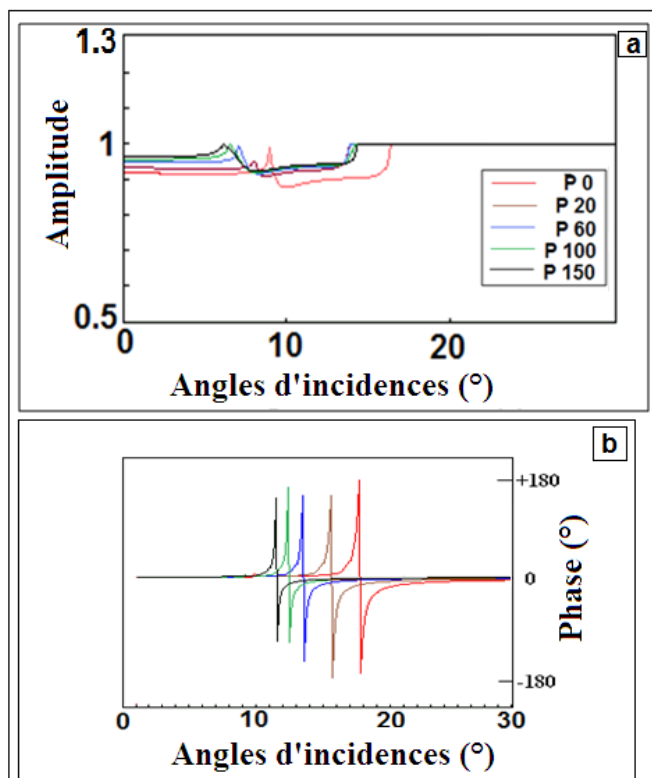 a
1.3
1
0.5
Amplitude
P 0
P 20
P 60
P 100
P 150
0
10
20
Angles d'incidences (°)
b
+180
0
-180
Phase (°)
0
10
20
30
Angles d'incidences (°)